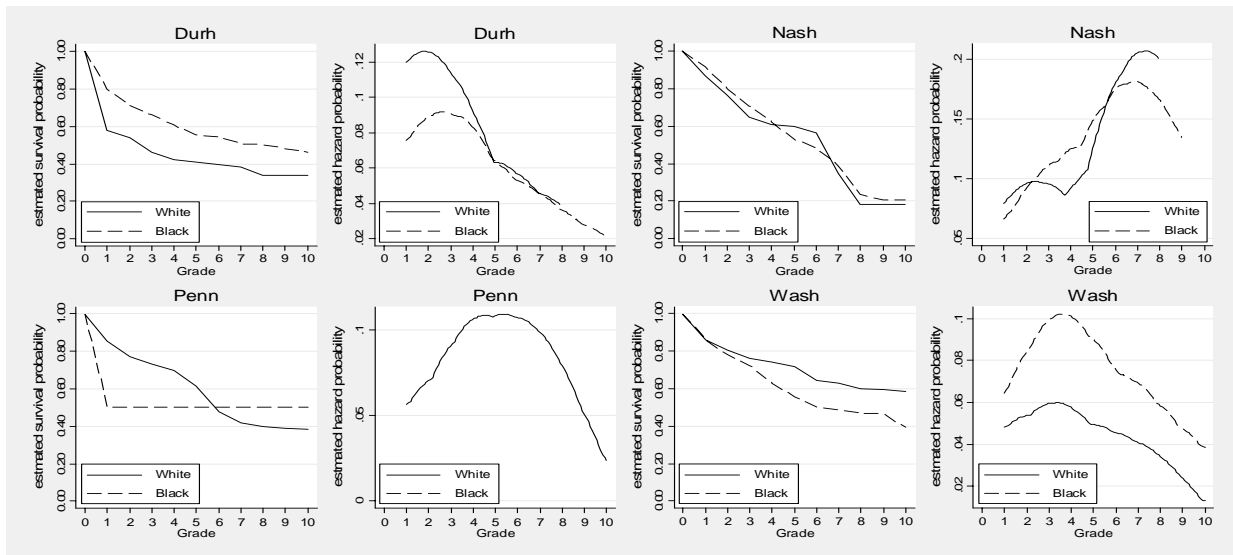 Durh
estimated survival probability
1.00
0.80
0.60
0.40
0.20
0.00
White
Black
0 1 2 3 4 5 6 7 8 9 10
Grade
Durh
estimated hazard probability
.12
.1
.08
.06
.04
.02
White
Black
0 1 2 3 4 5 6 7 8 9 10
Grade
Nash
estimated survival probability
1.00
0.80
0.60
0.40
0.20
0.00
White
Black
0 1 2 3 4 5 6 7 8 9 10
Grade
Nash
estimated hazard probability
.2
.15
.1
.05
White
Black
0 1 2 3 4 5 6 7 8 9 10
Grade
Penn
estimated survival probability
1.00
0.80
0.60
0.40
0.20
0.00
White
Black
0 1 2 3 4 5 6 7 8 9 10
Grade
Penn
estimated hazard probability
.1
.05
0
0 1 2 3 4 5 6 7 8 9 10
Grade
Wash
estimated survival probability
1.00
0.80
0.60
0.40
0.20
0.00
White
Black
0 1 2 3 4 5 6 7 8 9 10
Grade
Wash
estimated hazard probability
.1
.08
.06
.04
.02
White
Black
0 1 2 3 4 5 6 7 8 9 10
Grade